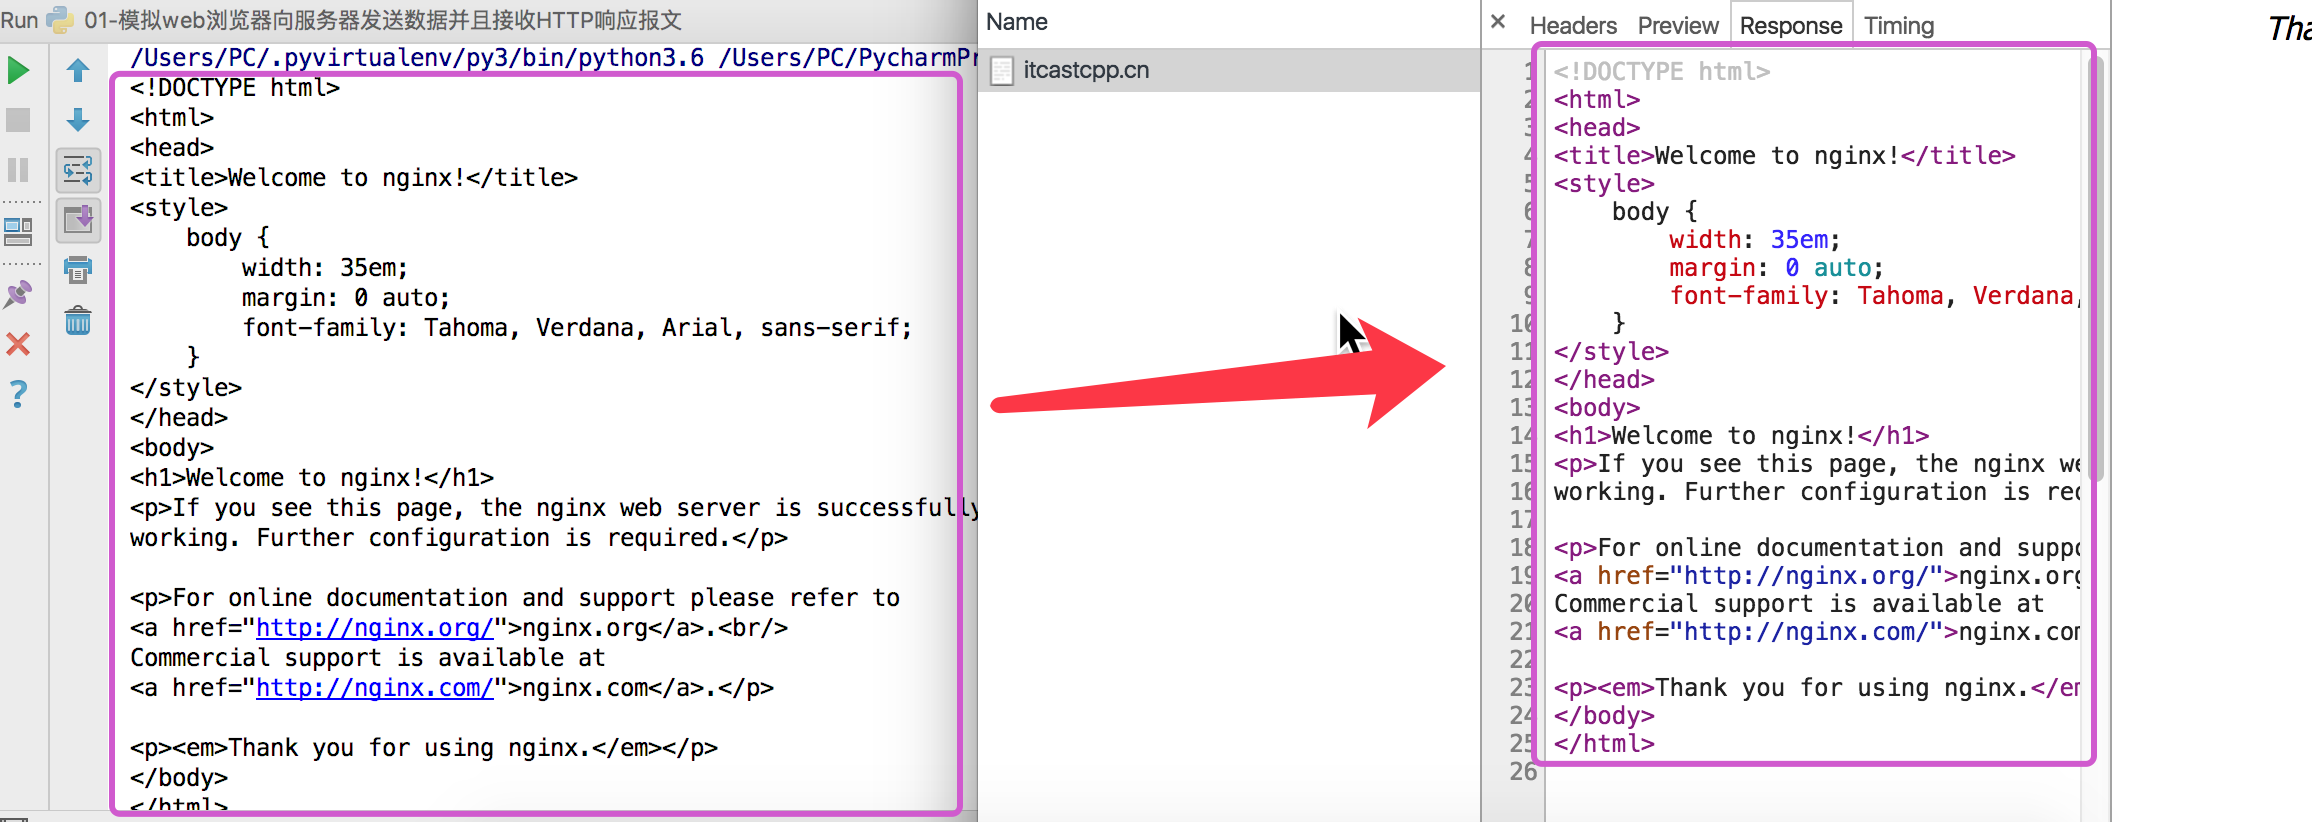 Run 01-模拟web浏览器向服务器发送数据并且接收HTTP响应报文
/Users/PC/.pyvirtualenv/py3/bin/python3.6 /Users/PC/PycharmPr
<!DOCTYPE html>
<html>
<head>
<title>Welcome to nginx!</title>
<style>
    body {
        width: 35em;
        margin: 0 auto;
        font-family: Tahoma, Verdana, Arial, sans-serif;
    }
</style>
</head>
<body>
<h1>Welcome to nginx!</h1>
<p>If you see this page, the nginx web server is successfully
working. Further configuration is required.</p>

<p>For online documentation and support please refer to
<a href="http://nginx.org/">nginx.org</a>.<br/>
Commercial support is available at
<a href="http://nginx.com/">nginx.com</a>.</p>

<p><em>Thank you for using nginx.</em></p>
</body>
</html>
Name
itcastcpp.cn
× Headers Preview Response Timing
1 <!DOCTYPE html>
2 <html>
3 <head>
4 <title>Welcome to nginx!</title>
5 <style>
6     body {
7         width: 35em;
8         margin: 0 auto;
9         font-family: Tahoma, Verdana,
10     }
11 </style>
12 </head>
13 <body>
14 <h1>Welcome to nginx!</h1>
15 <p>If you see this page, the nginx we
16 working. Further configuration is rec
17
18 <p>For online documentation and suppo
19 <a href="http://nginx.org/">nginx.org
20 Commercial support is available at
21 <a href="http://nginx.com/">nginx.com
22
23 <p><em>Thank you for using nginx.</em
24 </body>
25 </html>
26
Tha